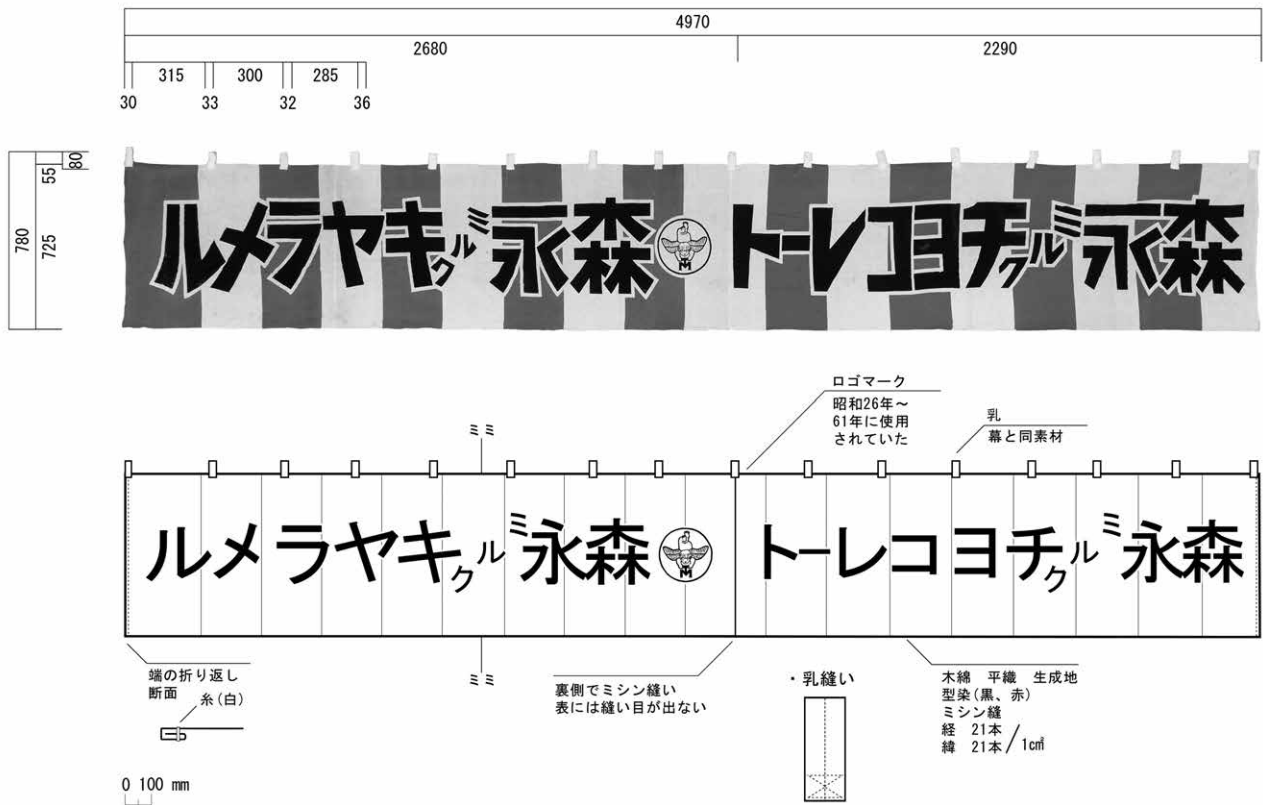 4970
2680
2290
315
300
285
30
33
32
36
780
55
725
80
森永ミルクチヨコレート 森永ミルクキヤラメル
ロゴマーク
昭和26年~
61年に使用
されていた
乳
幕と同素材
ミミ
森永ミルクチヨコレート 森永ミルクキヤラメル
端の折り返し
断面
糸(白)
ミミ
裏側でミシン縫い
表には縫い目が出ない
・乳縫い
木綿 平織 生成地
型染(黒、赤)
ミシン縫
経 21本
緯 21本/1c㎡
0 100 mm